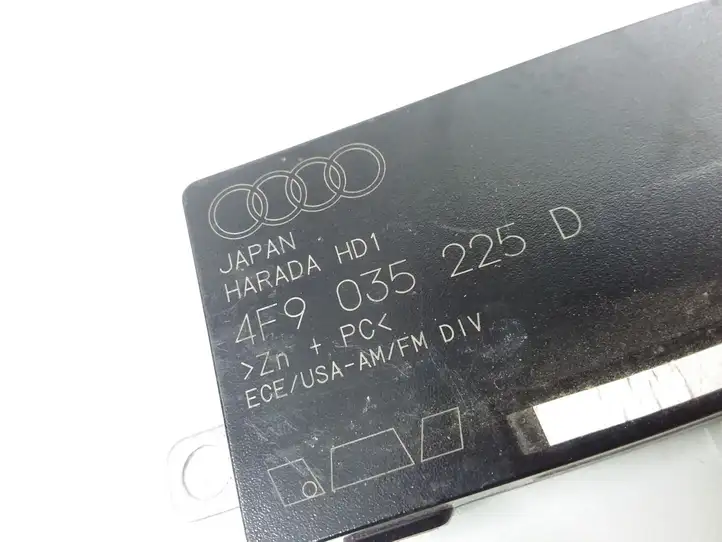 JAPAN
HARADA HD1
4F9 035 225 D
>Zn + PC<
ECE/USA-AM/FM DIV